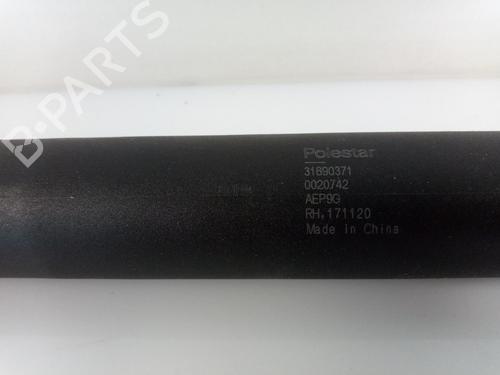 B-PARTS
Polestar
31690371
0020742
AEP9G
RH,171120
Made in China